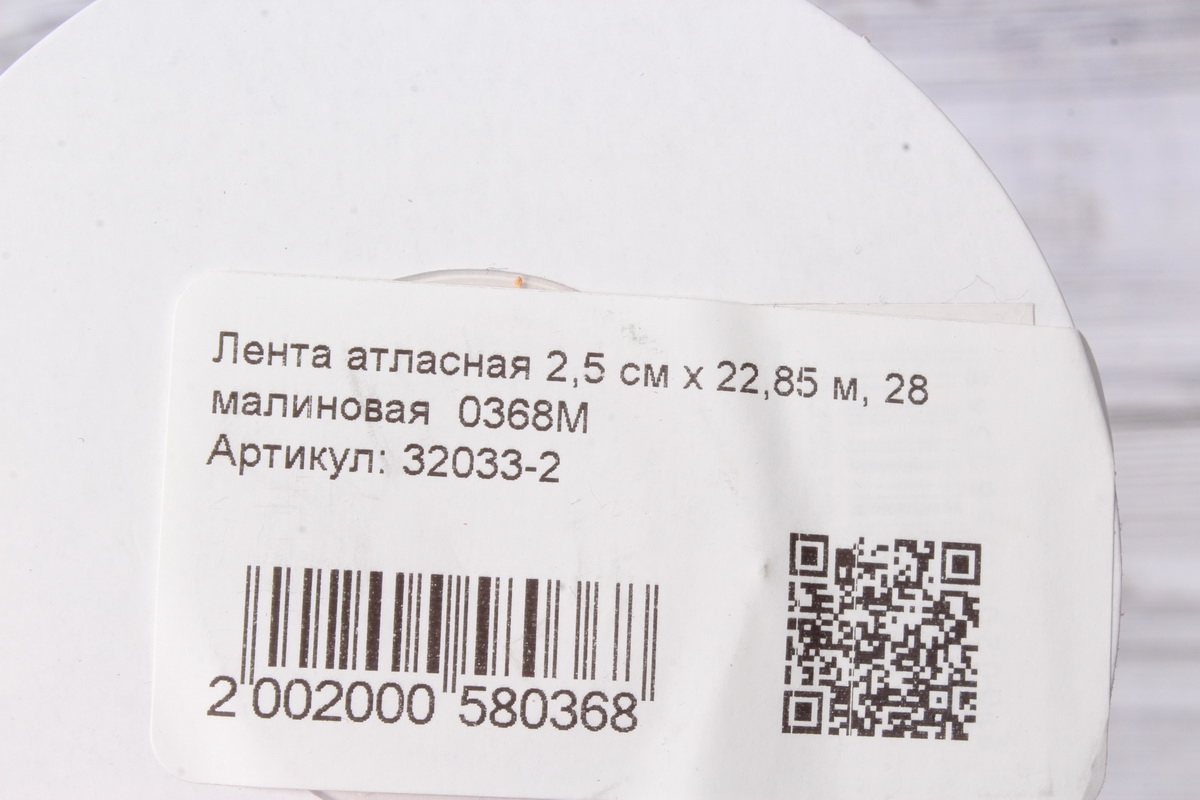 Лента атласная 2,5 см х 22,85 м, 28
малиновая 0368М
Артикул: 32033-2
2 002000 580368